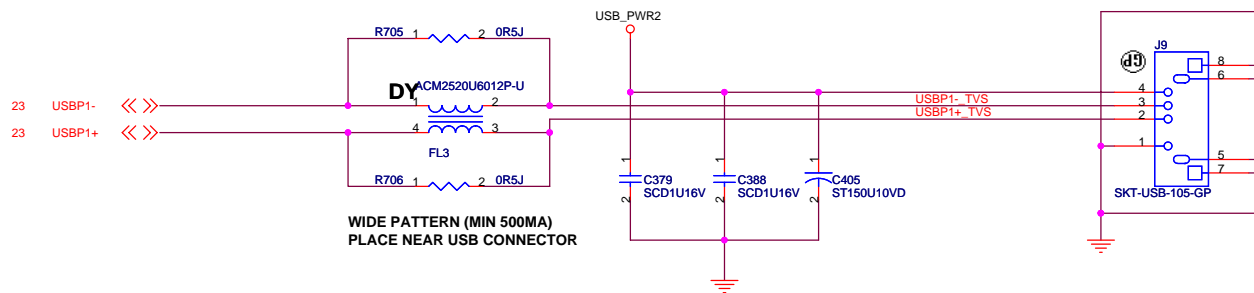 USB_PWR2
R705 1 2 0R5J
J9
GP
8
6
DY ACM2520U6012P-U
1 2
4
23 USBP1- USBP1-_TVS 3
23 USBP1+ USBP1+_TVS 2
4 3
FL3
1
1 1 1
5
7
R706 1 2 0R5J
C379
SCD1U16V
C388
SCD1U16V
C405
ST150U10VD
2 2 2
SKT-USB-105-GP
WIDE PATTERN (MIN 500MA)
PLACE NEAR USB CONNECTOR